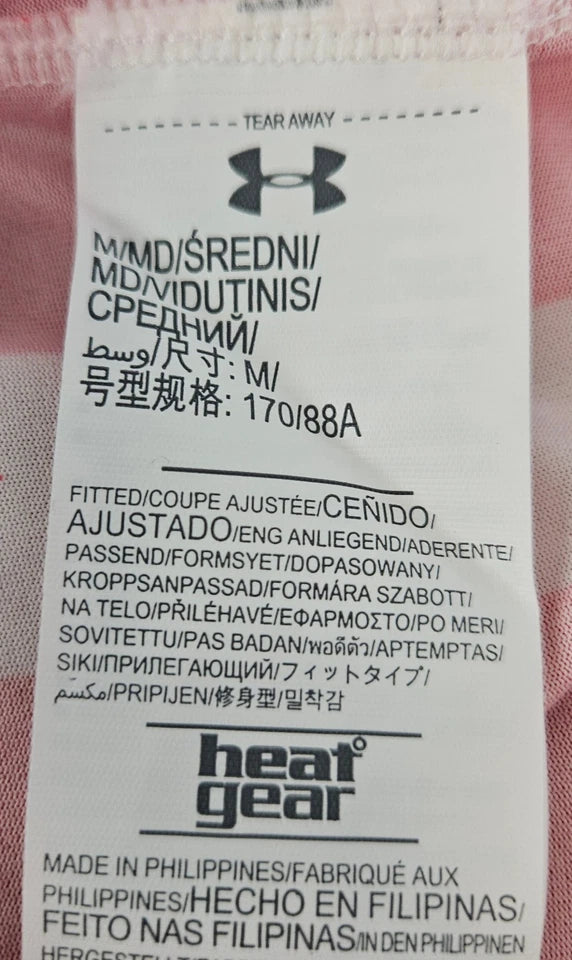 TEAR AWAY
M/MD/ŚREDNI/
MD/VIDUTINIS/
СРЕДНИЙ/
وسط/尺寸: M/
号型规格: 170/88A
FITTED/COUPE AJUSTÉE/CEÑIDO/
AJUSTADO/ENG ANLIEGEND/ADERENTE/
PASSEND/FORMSYET/DOPASOWANY/
KROPPSANPASSAD/FORMÁRA SZABOTT/
NA TELO/PŘILÉHAVÉ/ΕΦΑΡΜΟΣΤΟ/PO MERI/
SOVITETTU/PAS BADAN/พอดีตัว/APTEMPTAS/
SIKI/ПРИЛЕГАЮЩИЙ/フィットタイプ/
مكسم/PRIPIJEN/修身型/밀착감
heat
gear
MADE IN PHILIPPINES/FABRIQUÉ AUX
PHILIPPINES/HECHO EN FILIPINAS/
FEITO NAS FILIPINAS/IN DEN PHILIPPINEN